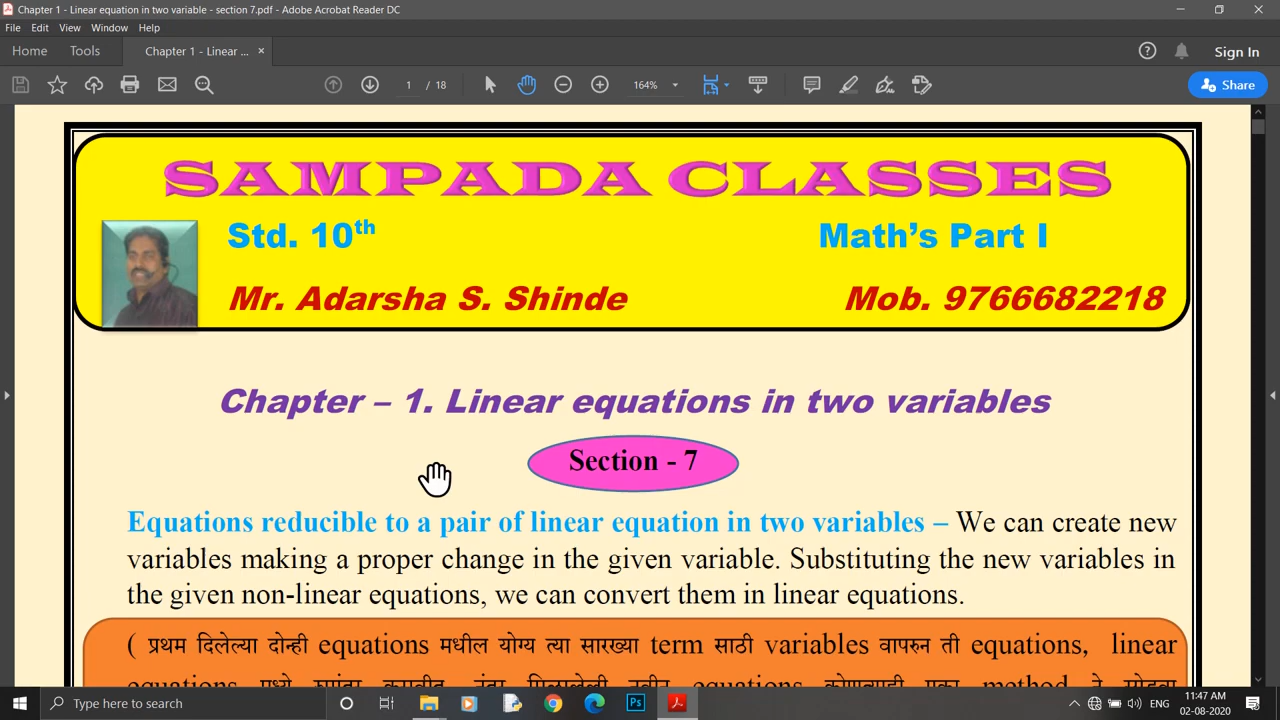 Chapter 1 - Linear equation in two variable - section 7.pdf - Adobe Acrobat Reader DC
File Edit View Window Help
Home Tools Chapter 1 - Linear ... × Sign In
1 / 18 164% Share
SAMPADA CLASSES
Std. 10th Math's Part I
Mr. Adarsha S. Shinde Mob. 9766682218
Chapter – 1. Linear equations in two variables
Section - 7
Equations reducible to a pair of linear equation in two variables – We can create new
variables making a proper change in the given variable. Substituting the new variables in
the given non-linear equations, we can convert them in linear equations.
( प्रथम दिलेल्या दोन्ही equations मधील योग्य त्या सारख्या term साठी variables वापरुन ती equations, linear
equations method
Type here to search ENG 11:47 AM
02-08-2020